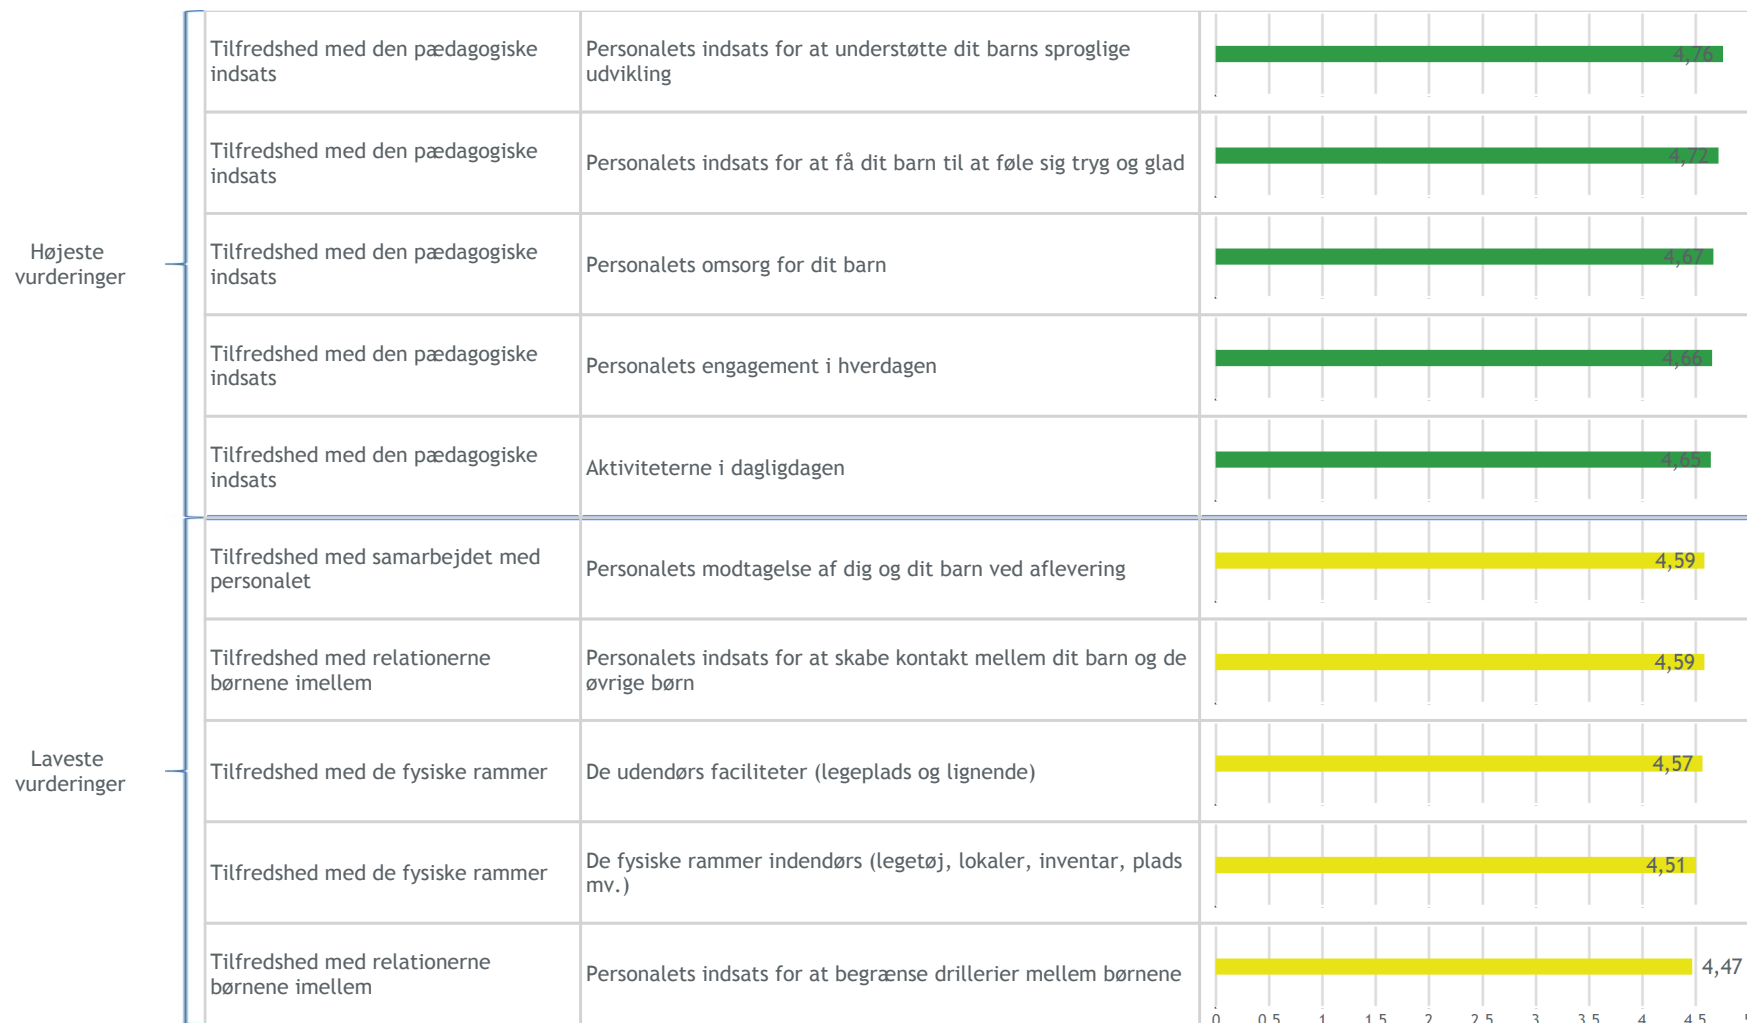 Højeste
vurderinger
Tilfredshed med den pædagogiske
indsats
Personalets indsats for at understøtte dit barns sproglige
udvikling
4,76
Tilfredshed med den pædagogiske
indsats
Personalets indsats for at få dit barn til at føle sig tryg og glad
4,72
Tilfredshed med den pædagogiske
indsats
Personalets omsorg for dit barn
4,67
Tilfredshed med den pædagogiske
indsats
Personalets engagement i hverdagen
4,66
Tilfredshed med den pædagogiske
indsats
Aktiviteterne i dagligdagen
4,65
Laveste
vurderinger
Tilfredshed med samarbejdet med
personalet
Personalets modtagelse af dig og dit barn ved aflevering
4,59
Tilfredshed med relationerne
børnene imellem
Personalets indsats for at skabe kontakt mellem dit barn og de
øvrige børn
4,59
Tilfredshed med de fysiske rammer
De udendørs faciliteter (legeplads og lignende)
4,57
Tilfredshed med de fysiske rammer
De fysiske rammer indendørs (legetøj, lokaler, inventar, plads
mv.)
4,51
Tilfredshed med relationerne
børnene imellem
Personalets indsats for at begrænse drillerier mellem børnene
4,47
0 0,5 1 1,5 2 2,5 3 3,5 4 4,5 5